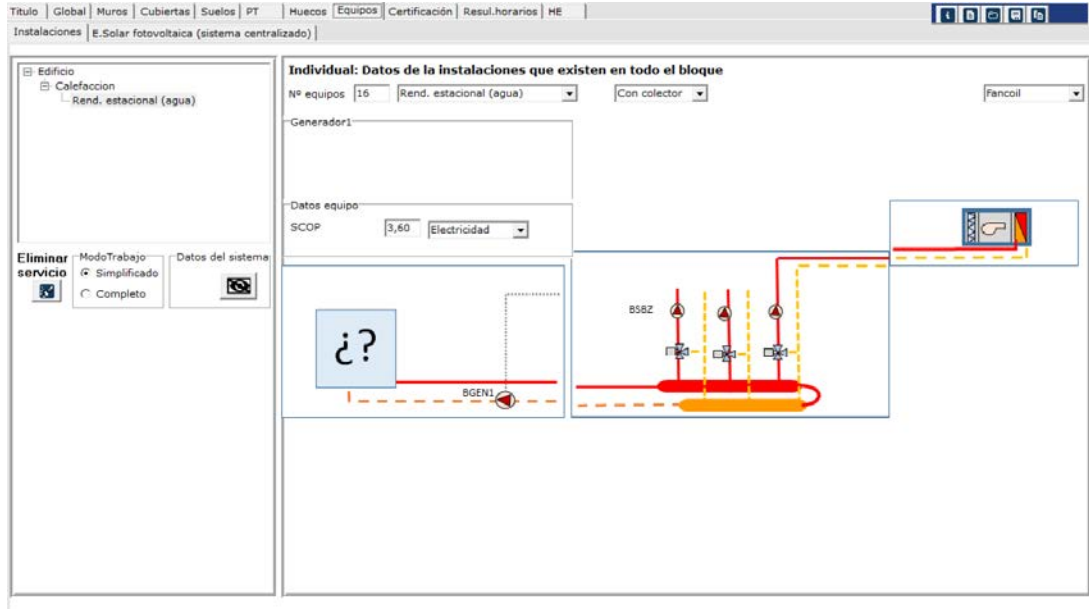 Titulo Global Muros Cubiertas Suelos PT Huecos Equipos Certificación Resul.horarios HE
Instalaciones E.Solar fotovoltaica (sistema centralizado)
Edificio
Calefaccion
Rend. estacional (agua)
Individual: Datos de la instalaciones que existen en todo el bloque
Nº equipos 16 Rend. estacional (agua) Con colector Fancoil
Generador1
Datos equipo
SCOP 3,60 Electricidad
Eliminar servicio
ModoTrabajo
Simplificado
Completo
Datos del sistema
¿?
BGEN1
BSBZ